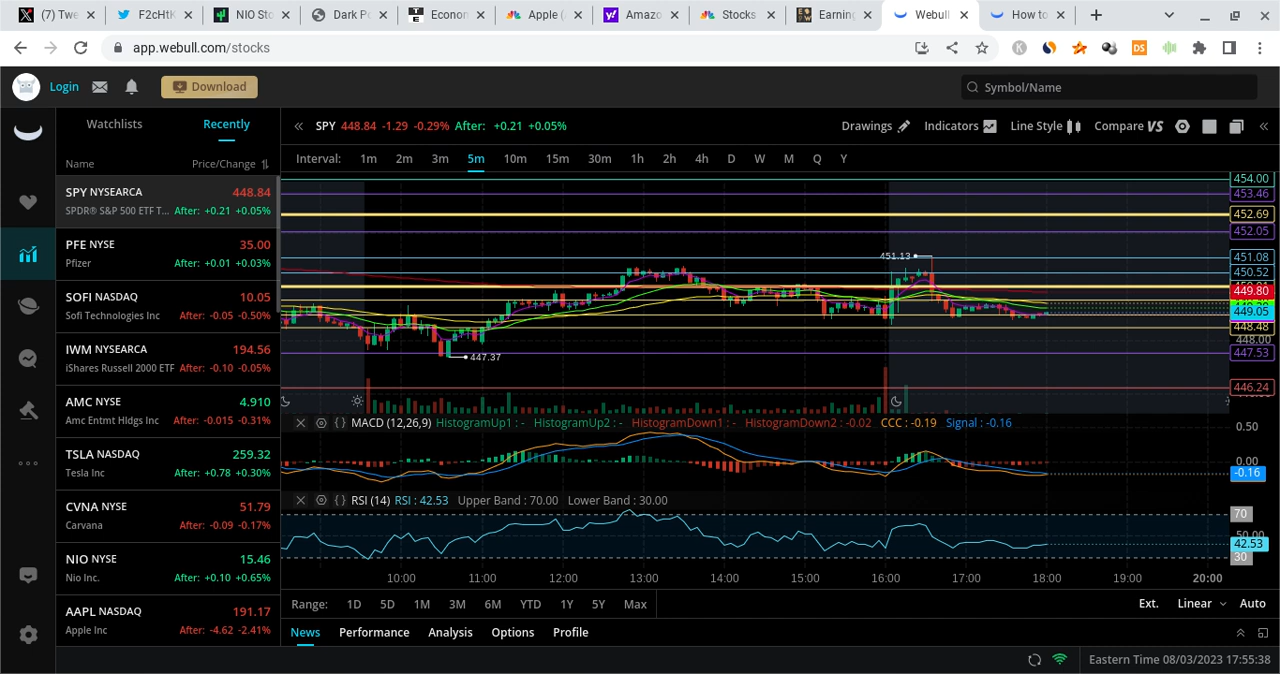 (7) Twe
F2cHtK
NIO Sto
Dark Po
Econon
Apple (A
Amazo
Stocks
Earning
Webull
How to
app.webull.com/stocks
Login
Download
Symbol/Name
Watchlists
Recently
Name
Price/Change
SPY NYSEARCA
448.84
SPDR® S&P 500 ETF T... After: +0.21 +0.05%
PFE NYSE
35.00
Pfizer
After: +0.01 +0.03%
SOFI NASDAQ
10.05
Sofi Technologies Inc
After: -0.05 -0.50%
IWM NYSEARCA
194.56
iShares Russell 2000 ETF After: -0.10 -0.05%
AMC NYSE
4.910
Amc Entmt Hldgs Inc
After: -0.015 -0.31%
TSLA NASDAQ
259.32
Tesla Inc
After: +0.78 +0.30%
CVNA NYSE
51.79
Carvana
After: -0.09 -0.17%
NIO NYSE
15.46
Nio Inc.
After: +0.10 +0.65%
AAPL NASDAQ
191.17
Apple Inc
After: -4.62 -2.41%
SPY 448.84 -1.29 -0.29% After: +0.21 +0.05%
Drawings
Indicators
Line Style
Compare VS
Interval: 1m 2m 3m 5m 10m 15m 30m 1h 2h 4h D W M Q Y
454.00
453.46
452.69
452.05
451.08
450.52
449.80
449.05
448.48
448.00
447.53
446.24
451.13
447.37
MACD (12,26,9) HistogramUp1 : - HistogramUp2 : - HistogramDown1 : - HistogramDown2 : -0.02 CCC : -0.19 Signal : -0.16
0.50
0.00
-0.16
RSI (14) RSI : 42.53 Upper Band : 70.00 Lower Band : 30.00
70
50.00
42.53
30
10:00 11:00 12:00 13:00 14:00 15:00 16:00 17:00 18:00 19:00 20:00
Range: 1D 5D 1M 3M 6M YTD 1Y 5Y Max
Ext. Linear Auto
News Performance Analysis Options Profile
Eastern Time 08/03/2023 17:55:38